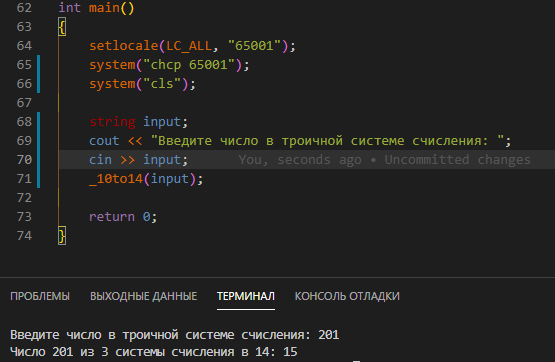 62 int main()
63 {
64 setlocale(LC_ALL, "65001");
65 system("chcp 65001");
66 system("cls");
67
68 string input;
69 cout << "Введите число в троичной системе счисления: ";
70 cin >> input; You, seconds ago • Uncommitted changes
71 _10to14(input);
72
73 return 0;
74 }
ПРОБЛЕМЫ ВЫХОДНЫЕ ДАННЫЕ ТЕРМИНАЛ КОНСОЛЬ ОТЛАДКИ
Введите число в троичной системе счисления: 201
Число 201 из 3 системы счисления в 14: 15